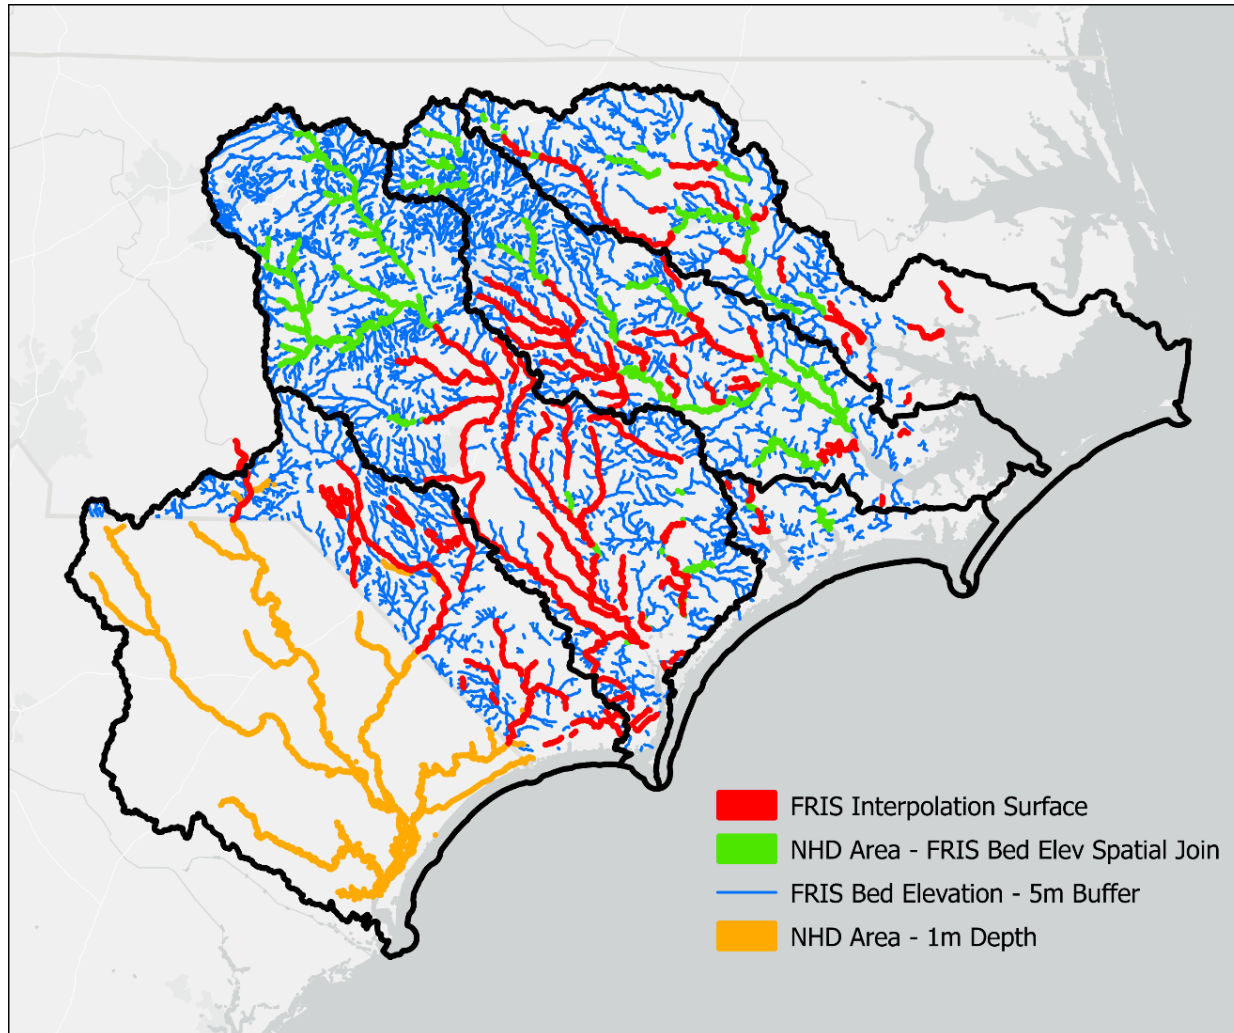 FRIS Interpolation Surface
NHD Area - FRIS Bed Elev Spatial Join
FRIS Bed Elevation - 5m Buffer
NHD Area - 1m Depth